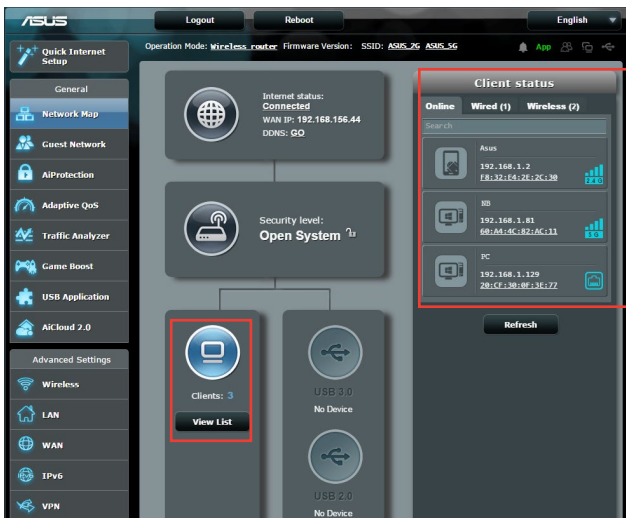 ASUS
Logout
Reboot
English
Operation Mode: Wireless router Firmware Version: SSID: ASUS_2G ASUS_5G
App
Quick Internet
Setup
General
Network Map
Guest Network
AiProtection
Adaptive QoS
Traffic Analyzer
Game Boost
USB Application
AiCloud 2.0
Advanced Settings
Wireless
LAN
WAN
IPv6
VPN
Internet status:
Connected
WAN IP: 192.168.156.44
DDNS: GO
Security level:
Open System
Clients: 3
View List
USB 3.0
No Device
USB 2.0
No Device
Client status
Online Wired (1) Wireless (2)
Search
Asus
192.168.1.2
F8:32:E4:2E:2C:30
2.4G
NB
192.168.1.81
60:A4:4C:82:AC:11
5G
PC
192.168.1.129
20:CF:30:0F:3E:77
Refresh